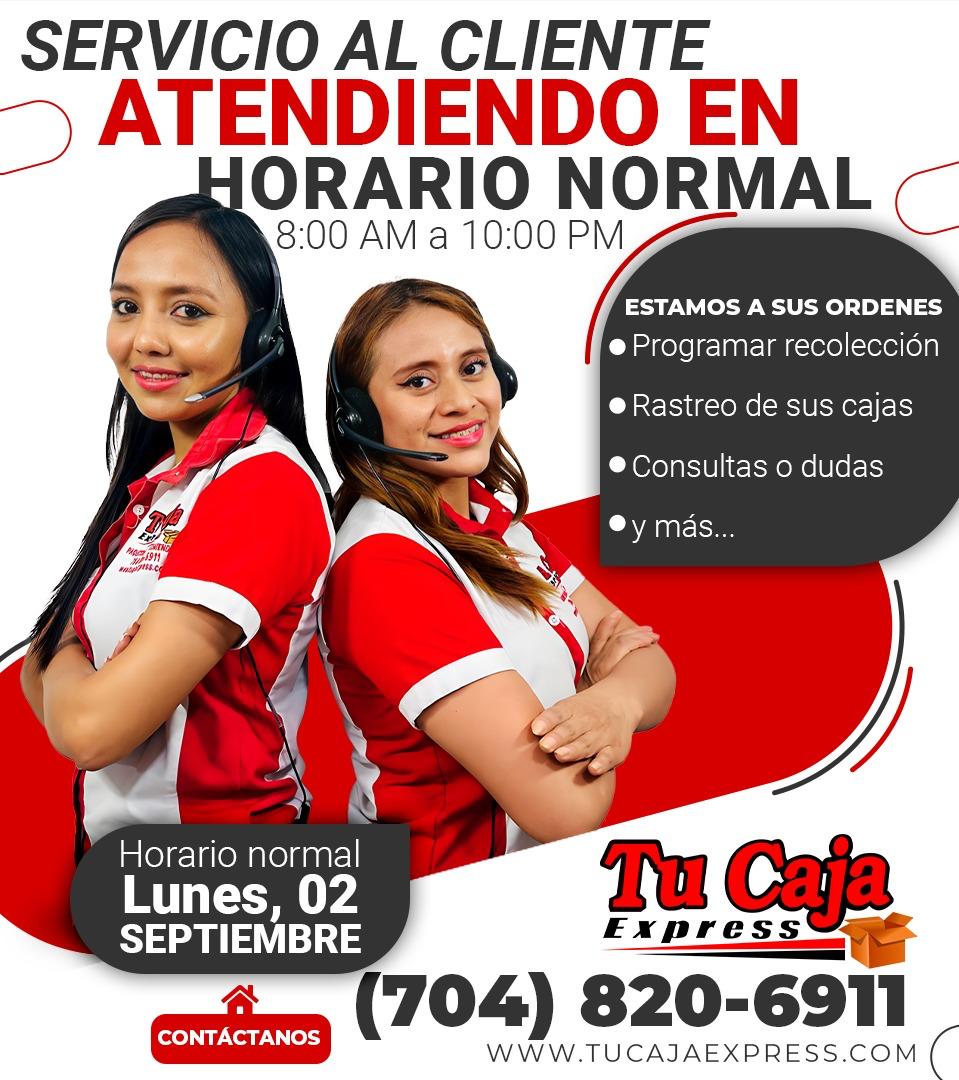 SERVICIO AL CLIENTE
ATENDIENDO EN
HORARIO NORMAL
8:00 AM a 10:00 PM
ESTAMOS A SUS ORDENES
Programar recolección
Rastreo de sus cajas
Consultas o dudas
y más...
Horario normal
Lunes, 02
SEPTIEMBRE
Tu Caja
Express
CONTÁCTANOS
(704) 820-6911
WWW.TUCAJAEXPRESS.COM